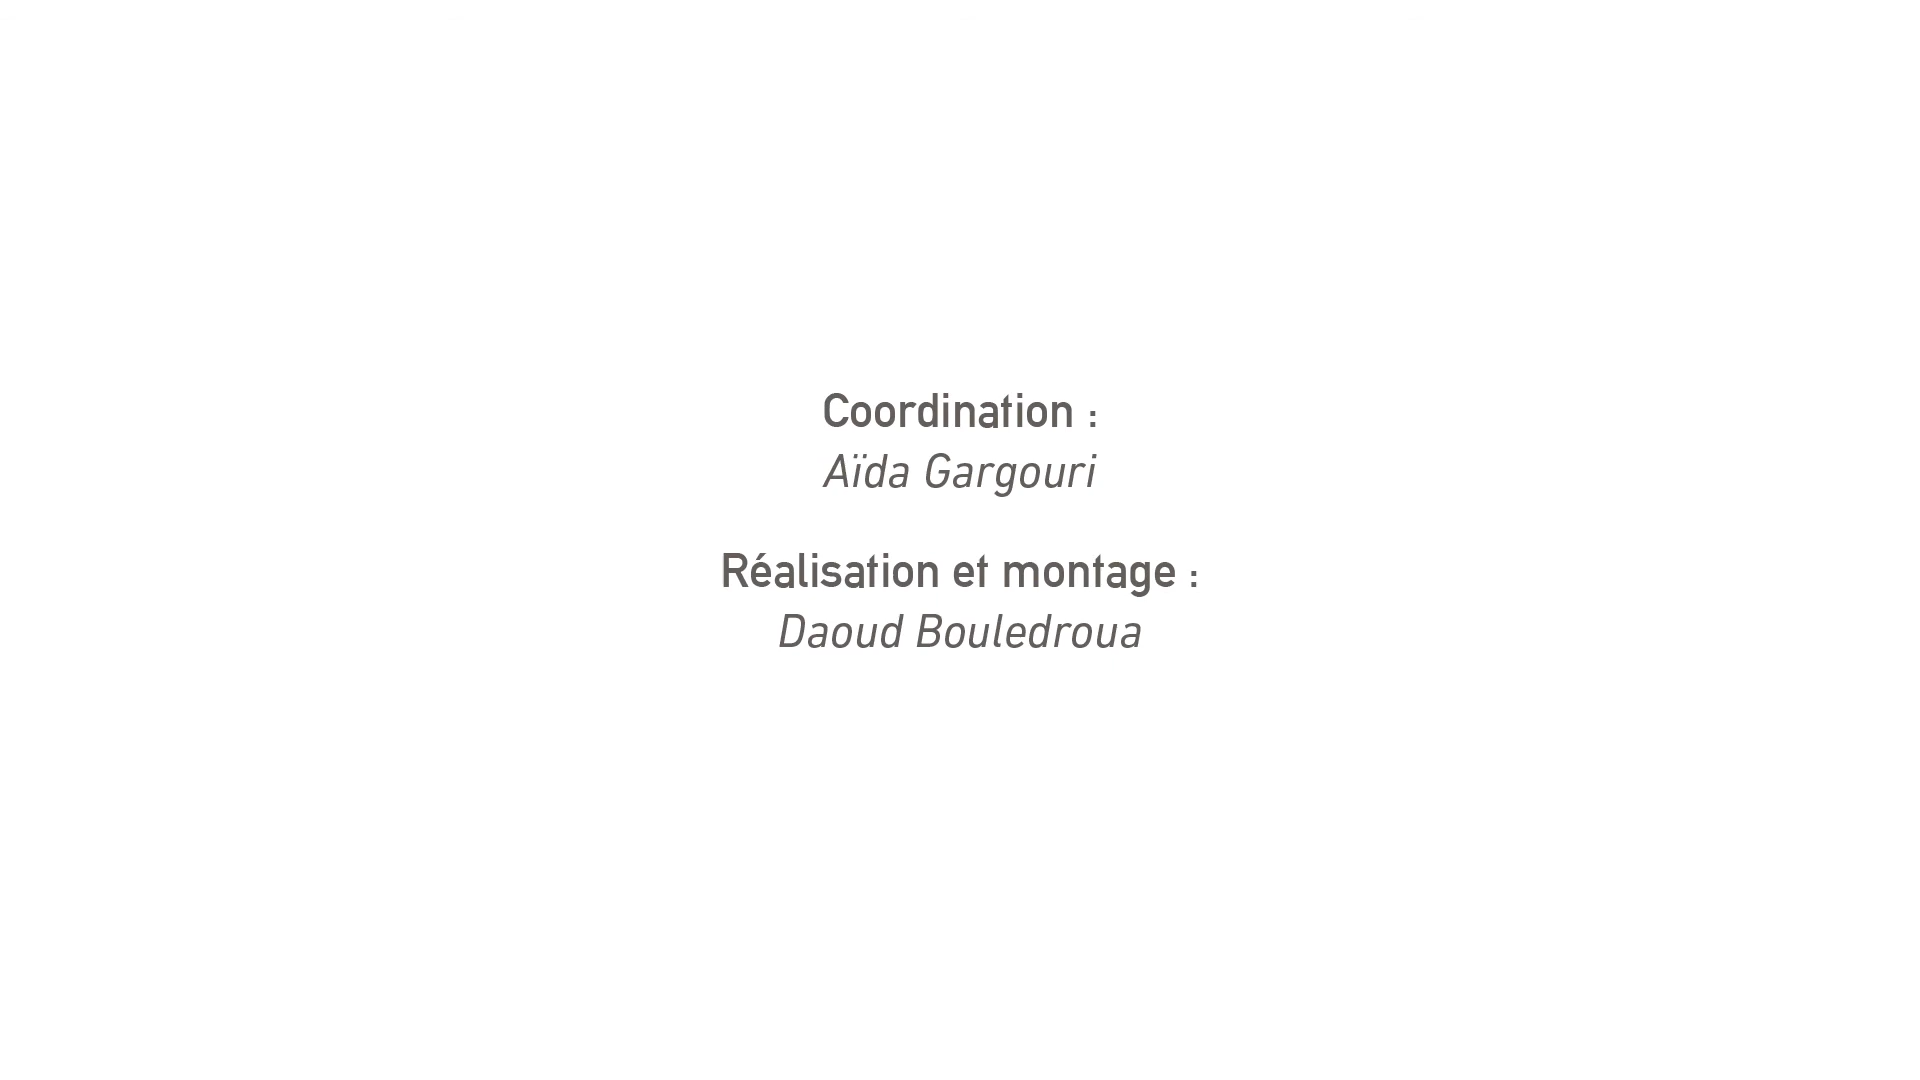 Coordination :
Aïda Gargouri
Réalisation et montage :
Daoud Bouledroua